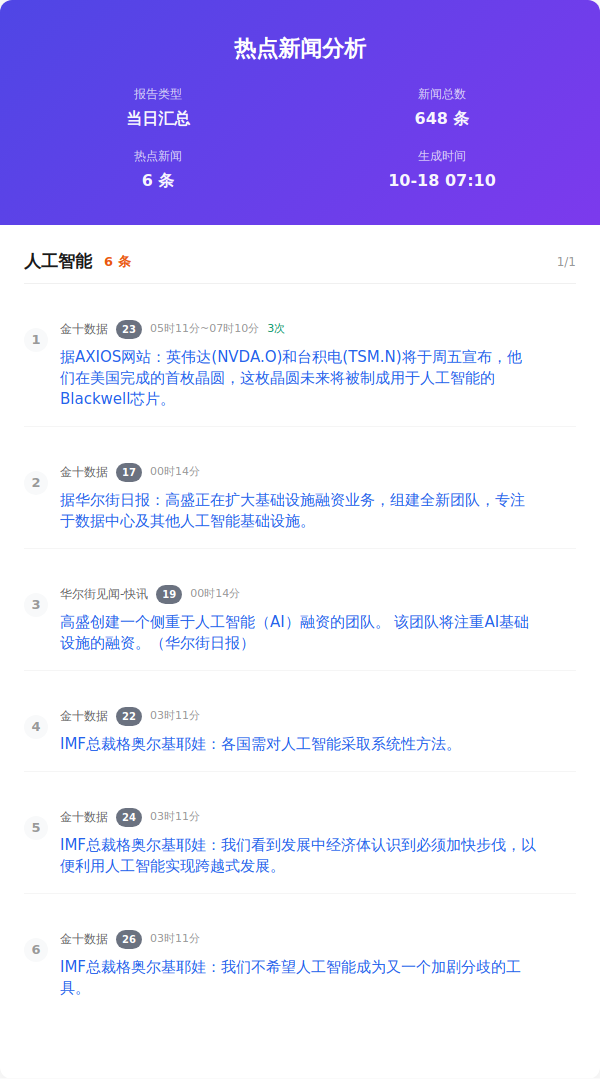 热点新闻分析
报告类型
新闻总数
当日汇总
648 条
热点新闻
生成时间
6 条
10-18 07:10
人工智能 6 条 1/1
1
金十数据 23 05时11分~07时10分 3次
据AXIOS网站：英伟达(NVDA.O)和台积电(TSM.N)将于周五宣布，他
们在美国完成的首枚晶圆，这枚晶圆未来将被制成用于人工智能的
Blackwell芯片。
2
金十数据 17 00时14分
据华尔街日报：高盛正在扩大基础设施融资业务，组建全新团队，专注
于数据中心及其他人工智能基础设施。
3
华尔街见闻-快讯 19 00时14分
高盛创建一个侧重于人工智能（AI）融资的团队。 该团队将注重AI基础
设施的融资。（华尔街日报）
4
金十数据 22 03时11分
IMF总裁格奥尔基耶娃：各国需对人工智能采取系统性方法。
5
金十数据 24 03时11分
IMF总裁格奥尔基耶娃：我们看到发展中经济体认识到必须加快步伐，以
便利用人工智能实现跨越式发展。
6
金十数据 26 03时11分
IMF总裁格奥尔基耶娃：我们不希望人工智能成为又一个加剧分歧的工
具。